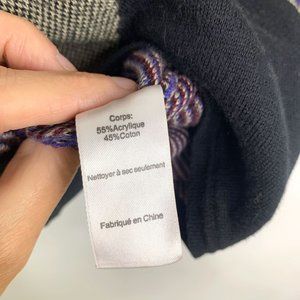 Corps:
55%Acrylique
45%Coton
Nettoyer à sec seulement
Fabriqué en Chine